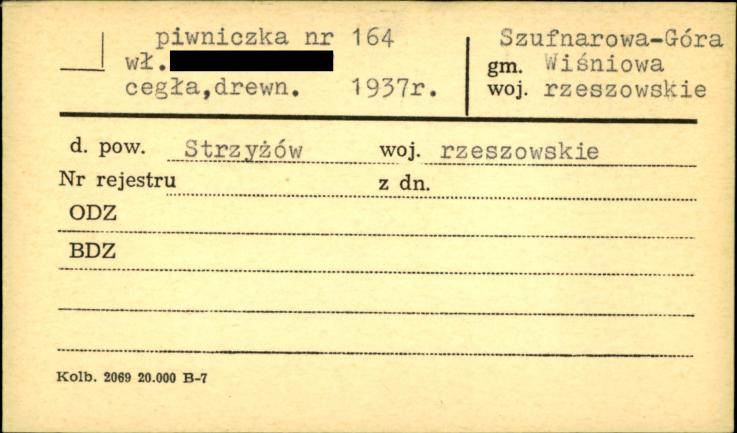 piwniczka nr 164
wł.
cegła,drewn. 1937r.
Szufnarowa-Góra
gm. Wiśniowa
woj. rzeszowskie
d. pow. Strzyżów woj. rzeszowskie
Nr rejestru z dn.
ODZ
BDZ
Kolb. 2069 20.000 B-7